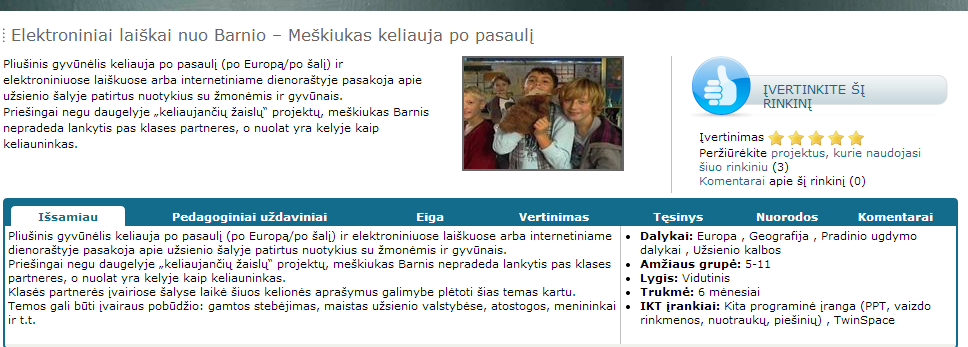 Elektroniniai laiškai nuo Barnio – Meškiukas keliauja po pasaulį
Pliušinis gyvūnėlis keliauja po pasaulį (po Europą/po šalį) ir
elektroniniuose laiškuose arba internetiniame dienoraštyje pasakoja apie
užsienio šalyje patirtus nuotykius su žmonėmis ir gyvūnais.
Priešingai negu daugelyje „keliaujančių žaislų“ projektų, meškiukas Barnis
nepradeda lankytis pas klases partneres, o nuolat yra kelyje kaip
keliauninkas.
ĮVERTINKITE ŠĮ
RINKINĮ
Įvertinimas
Peržiūrėkite projektus, kurie naudojasi
šiuo rinkiniu (3)
Komentarai apie šį rinkinį (0)
Išsamiau Pedagoginiai uždaviniai Eiga Vertinimas Tęsinys Nuorodos Komentarai
Pliušinis gyvūnėlis keliauja po pasaulį (po Europą/po šalį) ir elektroniniuose laiškuose arba internetiniame
dienoraštyje pasakoja apie užsienio šalyje patirtus nuotykius su žmonėmis ir gyvūnais.
Priešingai negu daugelyje „keliaujančių žaislų“ projektų, meškiukas Barnis nepradeda lankytis pas klases
partneres, o nuolat yra kelyje kaip keliauninkas.
Klasės partnerės įvairiose šalyse laikė šiuos kelionės aprašymus galimybe plėtoti šias temas kartu.
Temos gali būti įvairaus pobūdžio: gamtos stebėjimas, maistas užsienio valstybėse, atostogos, menininkai
ir t.t.
Dalykai: Europa , Geografija , Pradinio ugdymo
dalykai , Užsienio kalbos
Amžiaus grupė: 5-11
Lygis: Vidutinis
Trukmė: 6 mėnesiai
IKT įrankiai: Kita programinė įranga (PPT, vaizdo
rinkmenos, nuotraukų, piešinių) , TwinSpace